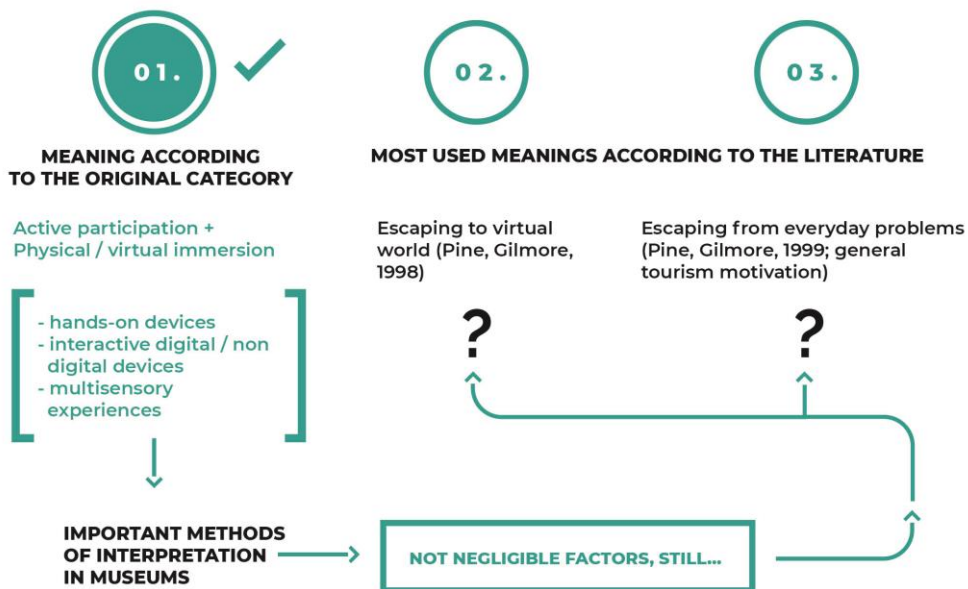 01.
MEANING ACCORDING
TO THE ORIGINAL CATEGORY
Active participation +
Physical / virtual immersion
- hands-on devices
- interactive digital / non
digital devices
- multisensory
experiences
IMPORTANT METHODS
OF INTERPRETATION
IN MUSEUMS
NOT NEGLIGIBLE FACTORS, STILL...
02.
03.
MOST USED MEANINGS ACCORDING TO THE LITERATURE
Escaping to virtual
world (Pine, Gilmore,
1998)
?
Escaping from everyday problems
(Pine, Gilmore, 1999; general
tourism motivation)
?